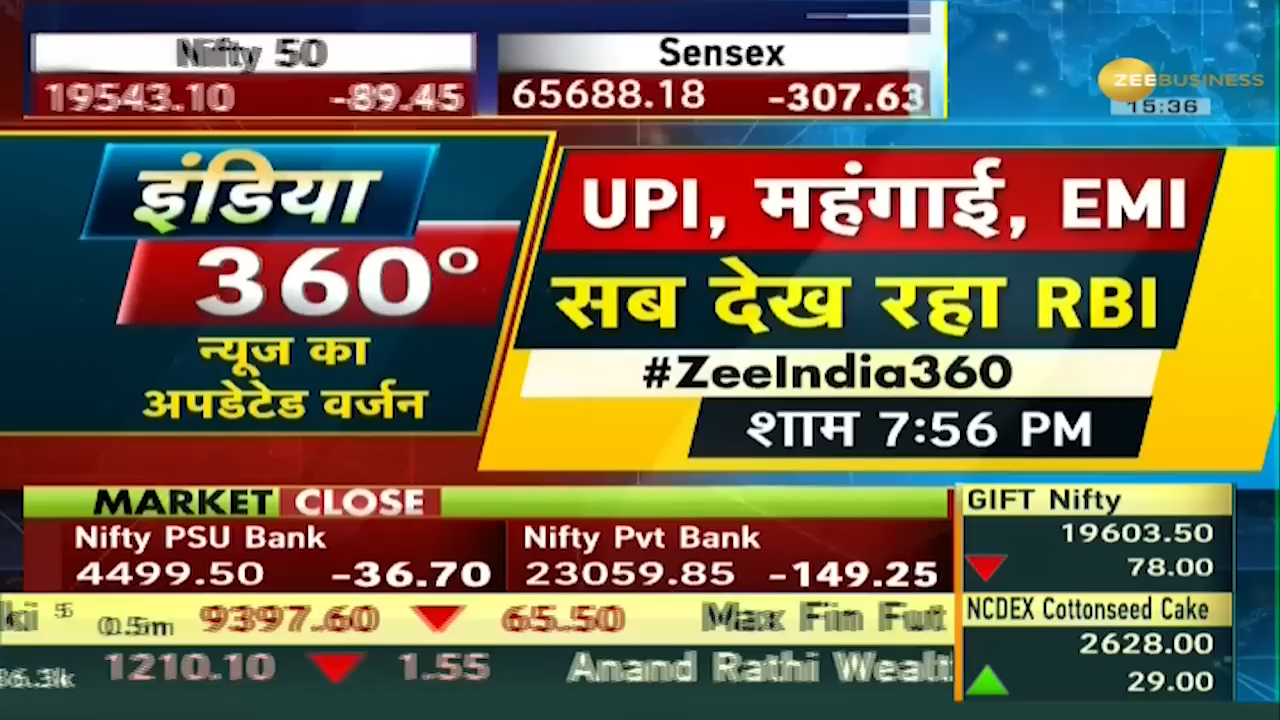 Nifty 50
19543.10 -89.45
Sensex
65688.18 -307.63
ZEEBUSINESS
15:36
इंडिया
360°
न्यूज का
अपडेटेड वर्जन
UPI, महंगाई, EMI
सब देख रहा RBI
#ZeeIndia360
शाम 7:56 PM
MARKET CLOSE
Nifty PSU Bank
4499.50 -36.70
Nifty Pvt Bank
23059.85 -149.25
GIFT Nifty
19603.50
78.00
NCDEX Cottonseed Cake
2628.00
29.00
ki 0.5m 9397.60 65.50 Max Fin Fut
1210.10 1.55 Anand Rathi Wealt